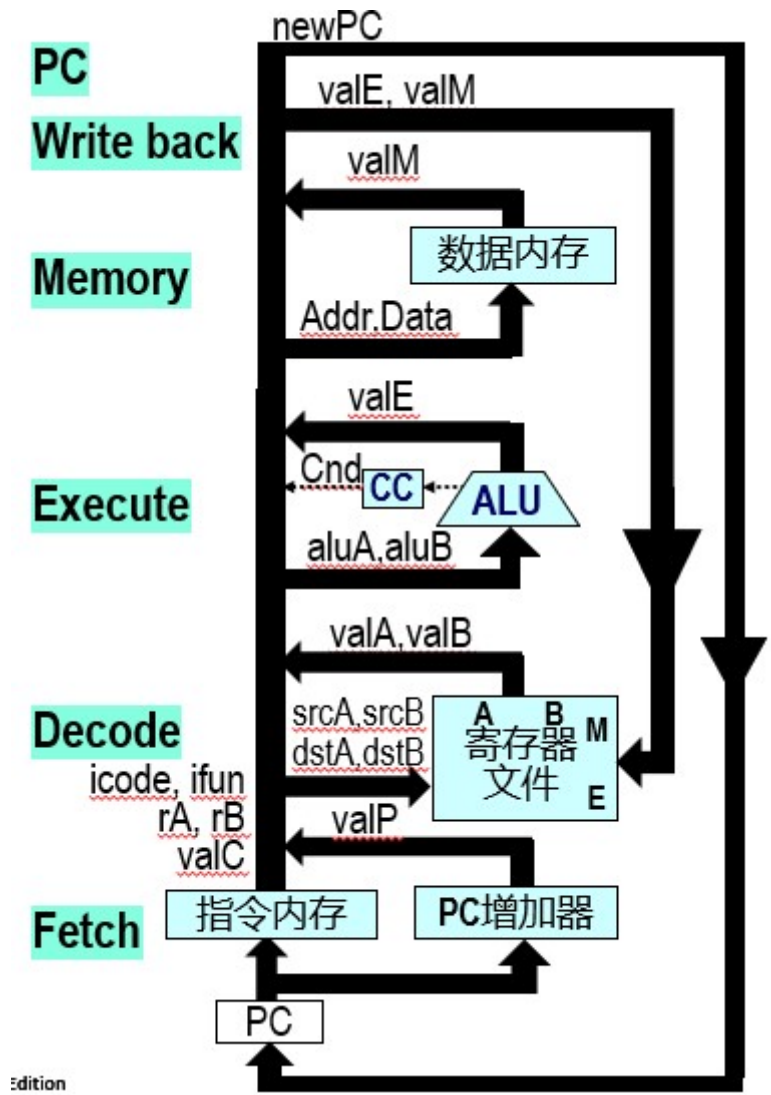 newPC
PC
valE, valM
Write back
valM
数据内存
Memory
Addr,Data
valE
Cnd
CC
ALU
Execute
aluA,aluB
valA,valB
srcA,srcB
A B
M
寄存器
Decode
dstA,dstB
文件
E
icode, ifun
rA, rB
valP
valC
指令内存
PC增加器
Fetch
PC
Edition